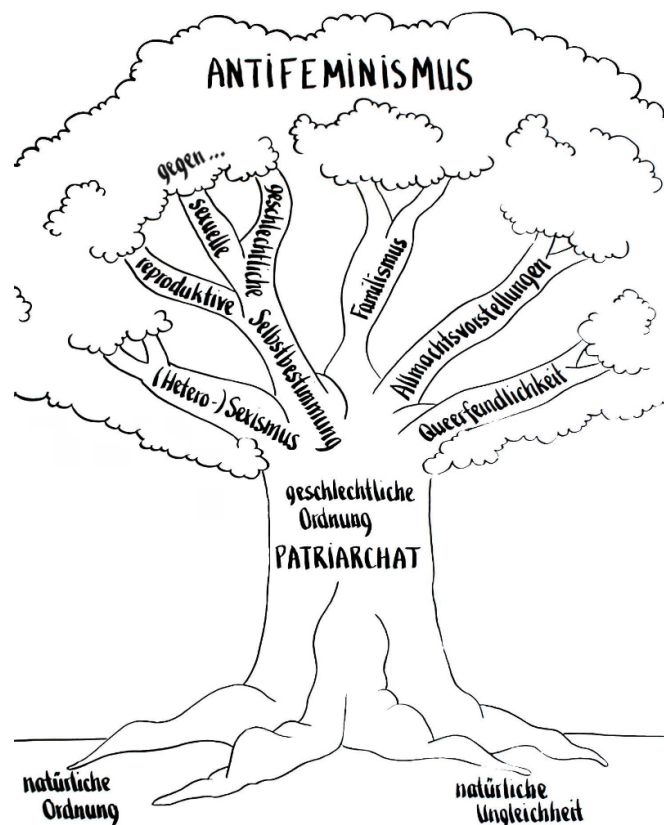 ANTIFEMINISMUS
gegen...
reproduktive
sexuelle
geschlechtliche
Selbstbestimmung
(Hetero-)Sexismus
Familismus
Allmachtsvorstellungen
Queerfeindlichkeit
geschlechtliche
Ordnung
PATRIARCHAT
natürliche
Ordnung
natürliche
Ungleichheit